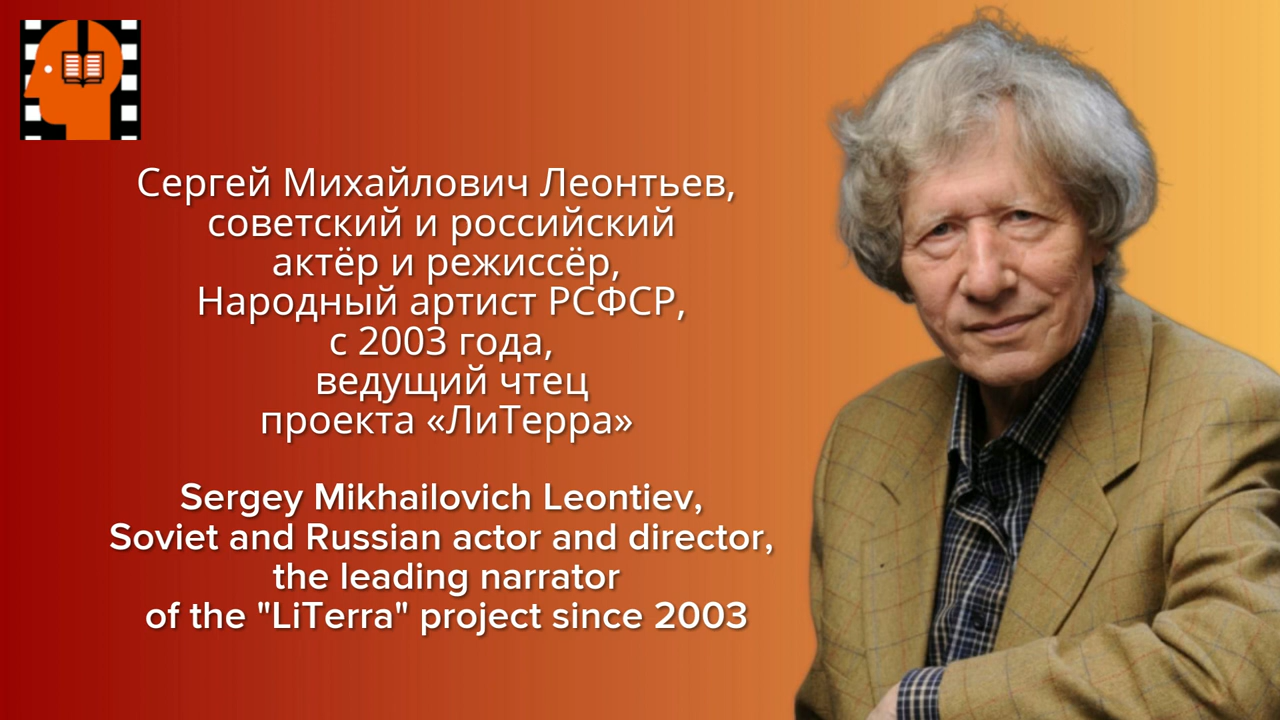 Сергей Михайлович Леонтьев,
советский и российский
актёр и режиссёр,
Народный артист РСФСР,
с 2003 года,
ведущий чтец
проекта «ЛиТерра»
Sergey Mikhailovich Leontiev,
Soviet and Russian actor and director,
the leading narrator
of the "LiTerra" project since 2003